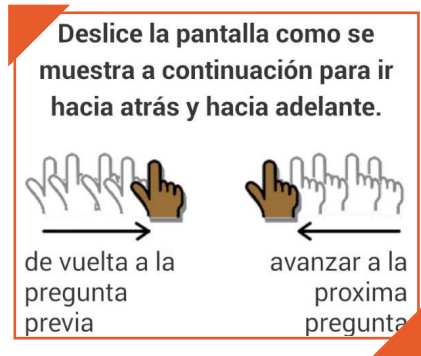 Deslice la pantalla como se
muestra a continuación para ir
hacia atrás y hacia adelante.
de vuelta a la
pregunta
previa
avanzar a la
proxima
pregunta